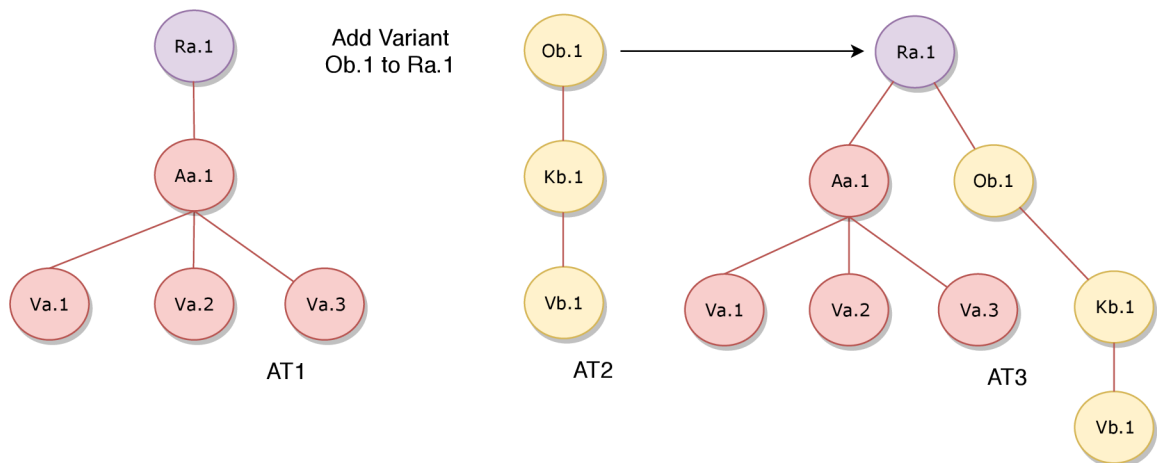 Ra.1
Add Variant
Ob.1 to Ra.1
Ob.1
Ra.1
Aa.1
Kb.1
Aa.1
Ob.1
Va.1
Va.2
Va.3
Vb.1
Va.1
Va.2
Va.3
Kb.1
AT1
AT2
AT3
Vb.1